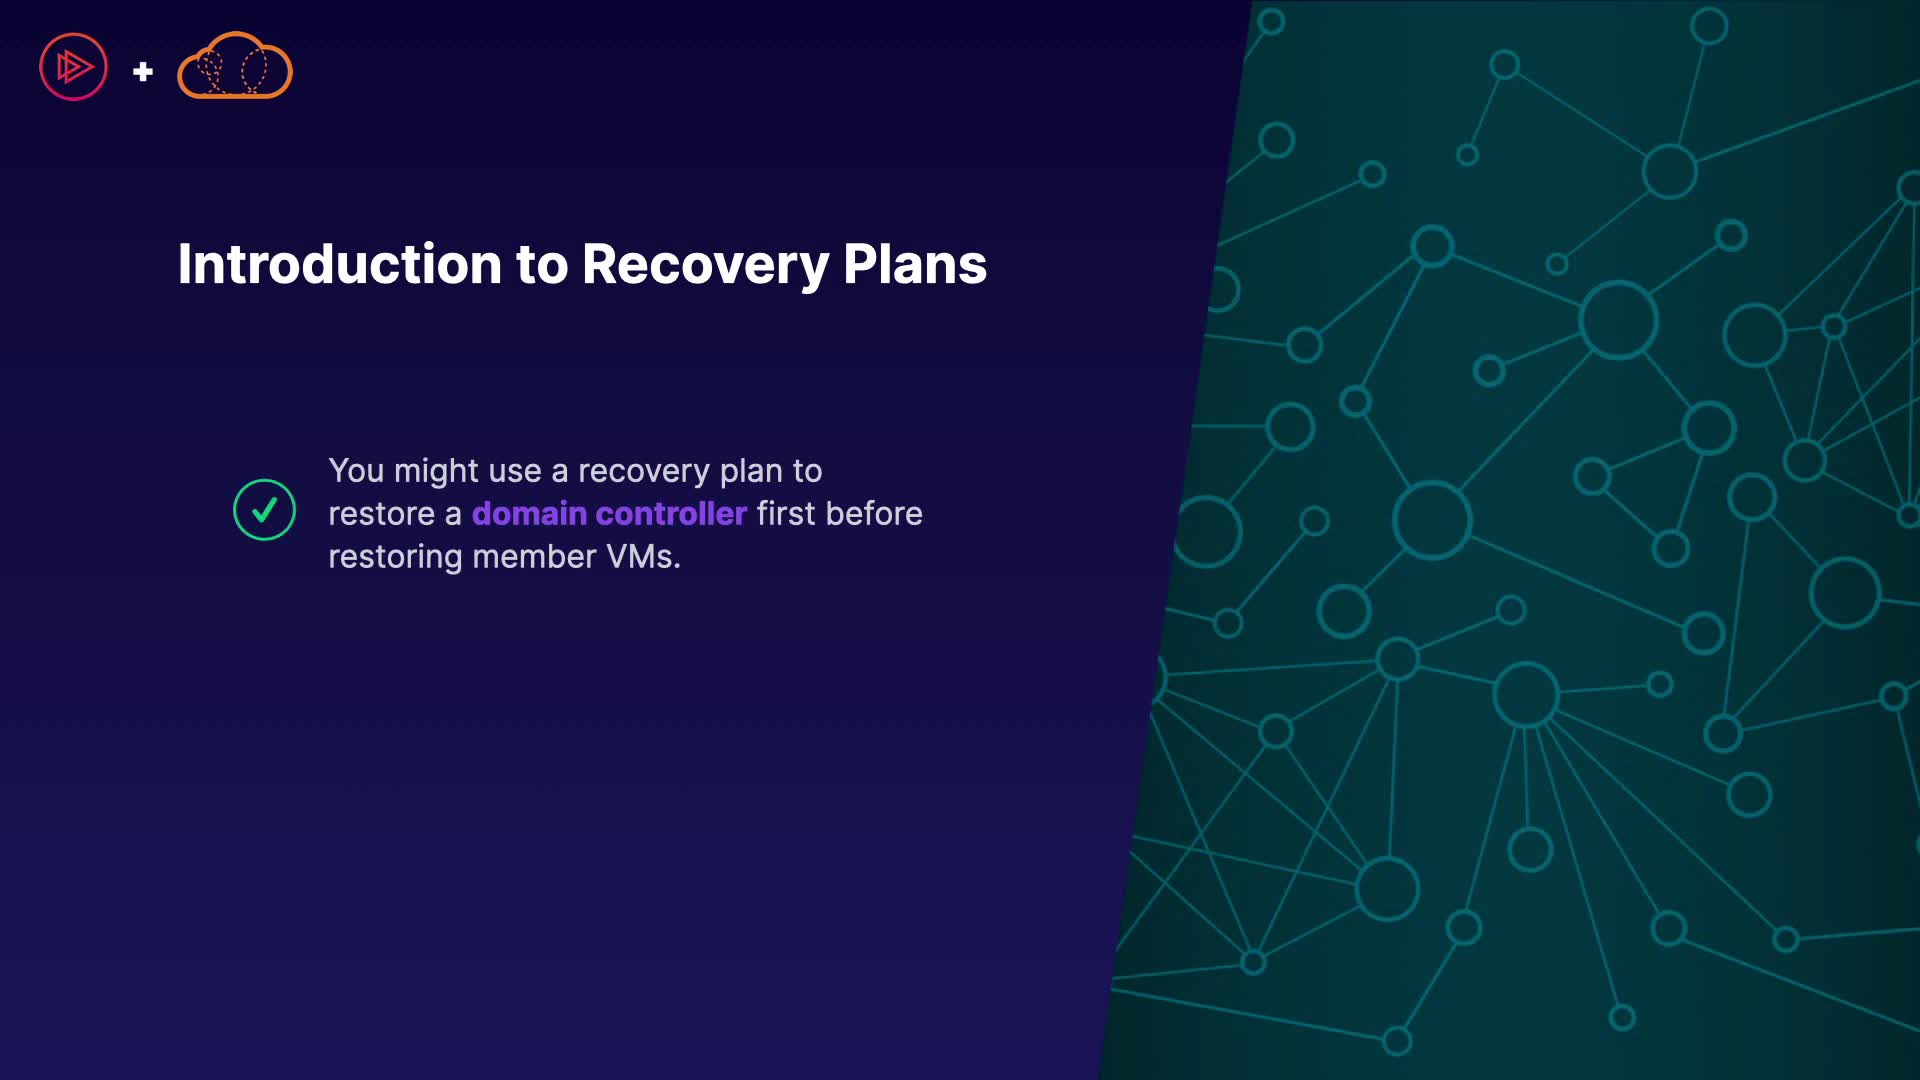 Introduction to Recovery Plans
You might use a recovery plan to
restore a domain controller first before
restoring member VMs.